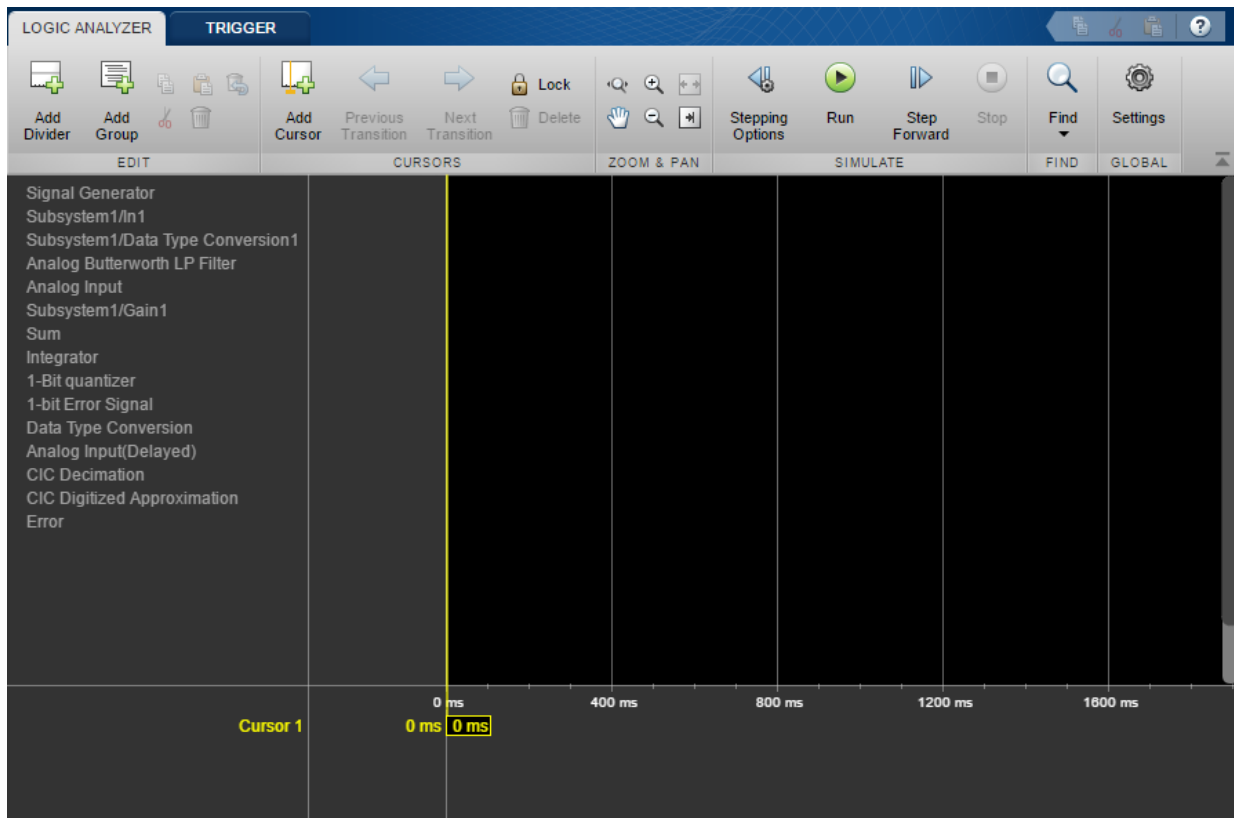 LOGIC ANALYZER TRIGGER
?
Lock
Delete
Add Divider
Add Group
Add Cursor
Previous Transition
Next Transition
Stepping Options
Run
Step Forward
Stop
Find
Settings
EDIT CURSORS ZOOM & PAN SIMULATE FIND GLOBAL
Signal Generator
Subsystem1/In1
Subsystem1/Data Type Conversion1
Analog Butterworth LP Filter
Analog Input
Subsystem1/Gain1
Sum
Integrator
1-Bit quantizer
1-bit Error Signal
Data Type Conversion
Analog Input(Delayed)
CIC Decimation
CIC Digitized Approximation
Error
0 ms 400 ms 800 ms 1200 ms 1600 ms
Cursor 1 0 ms 0 ms